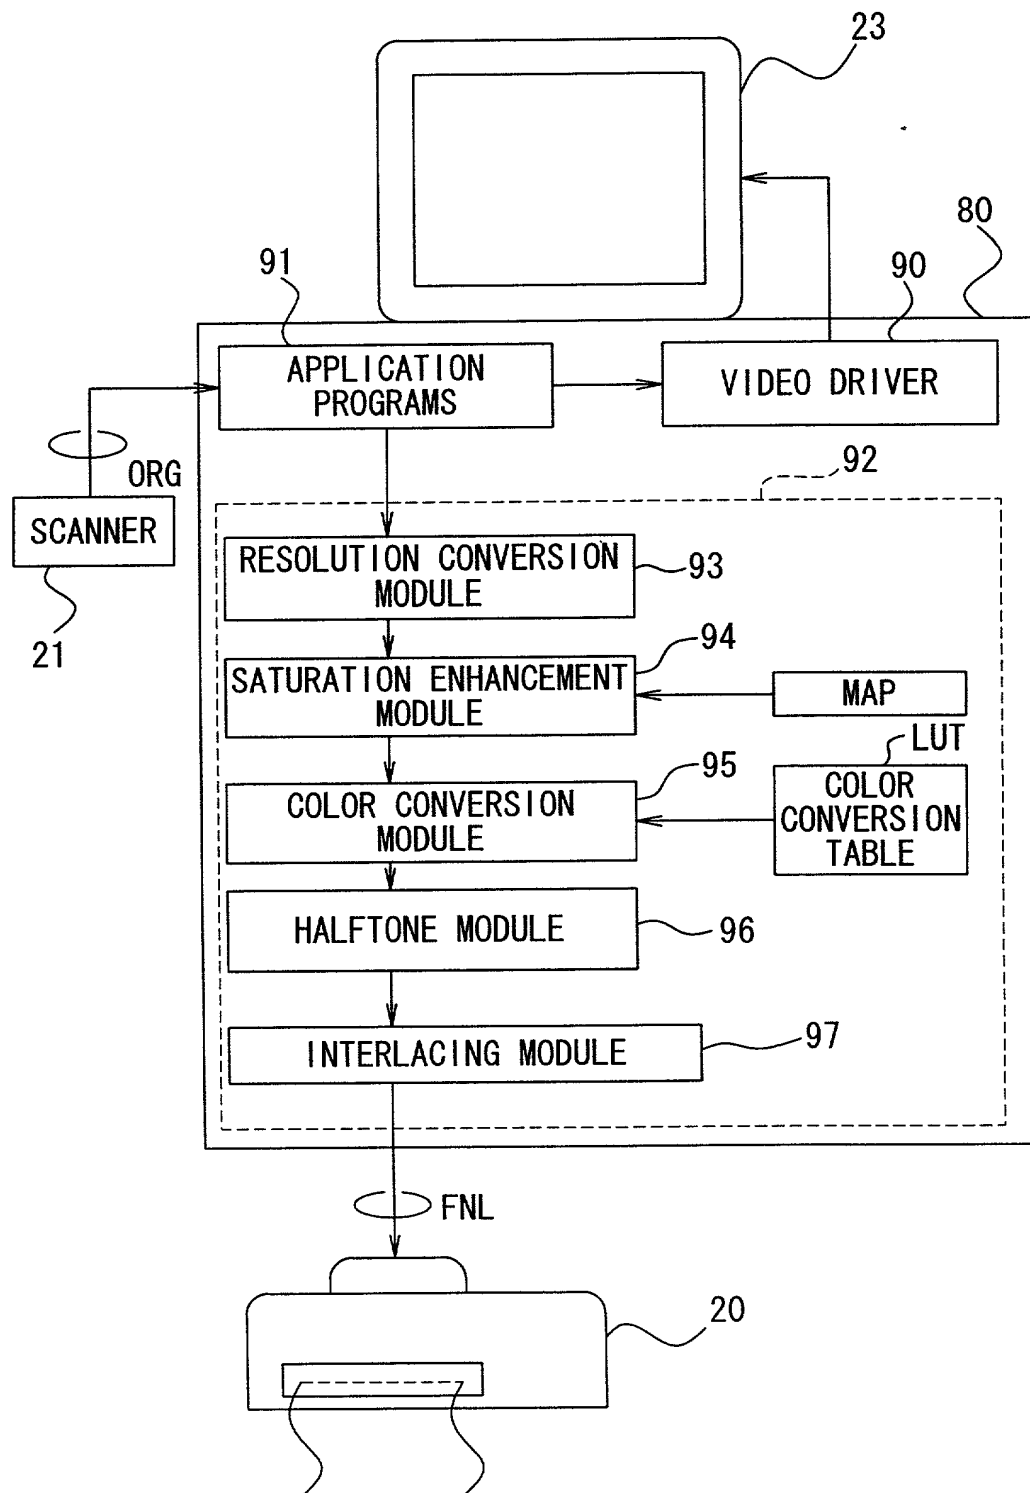 23
80
91
90
APPLICATION
PROGRAMS
VIDEO DRIVER
ORG
92
SCANNER
21
RESOLUTION CONVERSION
MODULE
93
94
SATURATION ENHANCEMENT
MODULE
MAP
LUT
95
COLOR CONVERSION
MODULE
COLOR
CONVERSION
TABLE
HALFTONE MODULE
96
INTERLACING MODULE
97
FNL
20